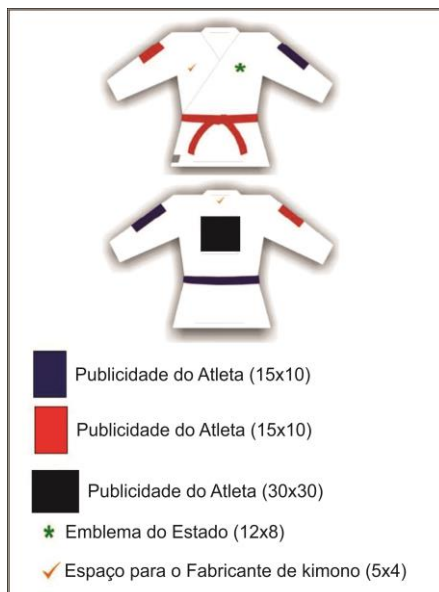 Publicidade do Atleta (15x10)
Publicidade do Atleta (15x10)
Publicidade do Atleta (30x30)
Emblema do Estado (12x8)
Espaço para o Fabricante de kimono (5x4)